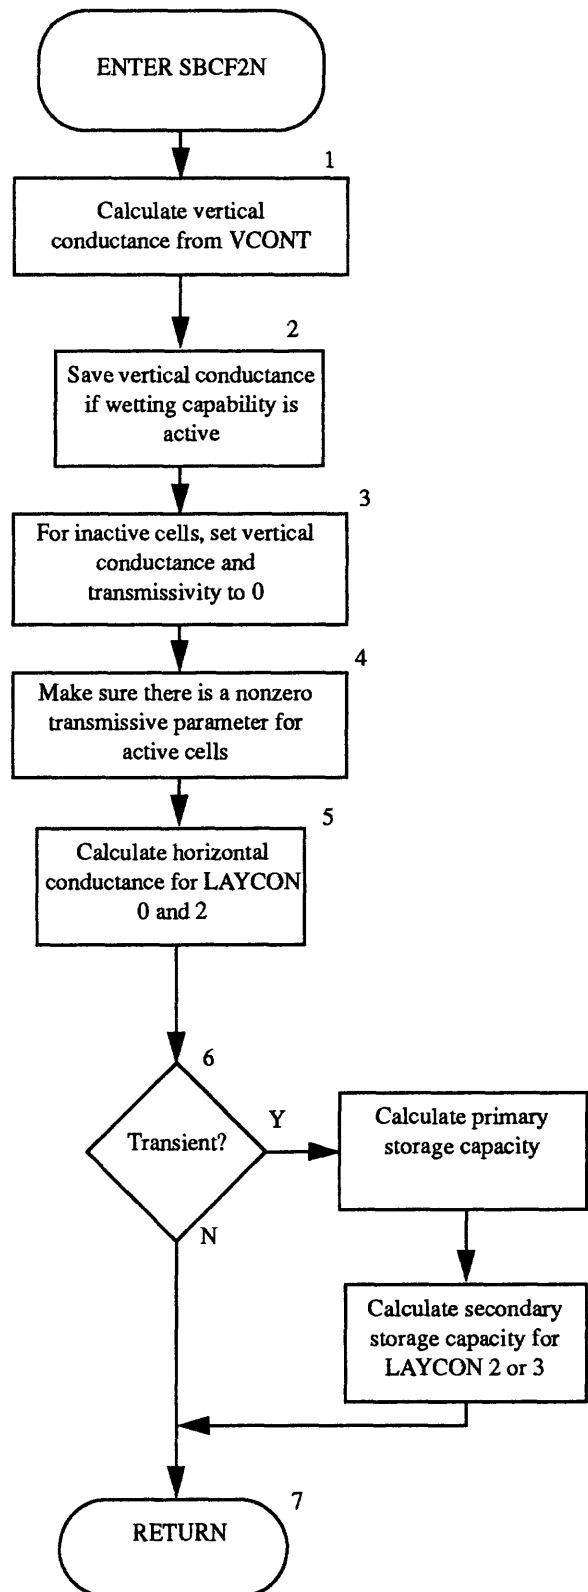 ENTER SBCF2N
1
Calculate vertical
conductance from VCONT
2
Save vertical conductance
if wetting capability is
active
3
For inactive cells, set vertical
conductance and
transmissivity to 0
4
Make sure there is a nonzero
transmissive parameter for
active cells
5
Calculate horizontal
conductance for LAYCON
0 and 2
6
Transient?
Y
Calculate primary
storage capacity
N
Calculate secondary
storage capacity for
LAYCON 2 or 3
7
RETURN